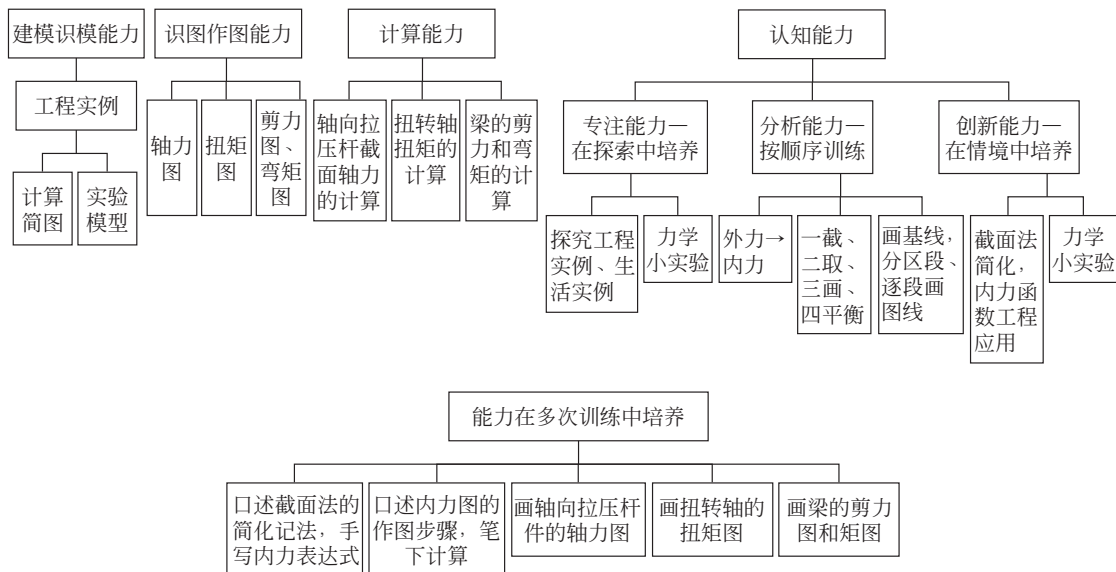 建模识模能力
识图作图能力
计算能力
认知能力
工程实例
计算
简图
实验
模型
轴力
图
扭矩
图
剪力
图、
弯矩
图
轴向拉
压杆截
面轴力
的计算
扭转轴
扭矩的
计算
梁的剪
力和弯
矩的计
算
专注能力—
在探索中培养
分析能力—
按顺序训练
创新能力—
在情境中培养
探究工程
实例、生
活实例
力学
小实验
外力→
内力
一截、
二取、
三画、
四平衡
画基线，
分区段、
逐段画
图线
截面法
简化，
内力函
数工程
应用
力学
小实验
能力在多次训练中培养
口述截面法的
简化记法，手
写内力表达式
口述内力图的
作图步骤，笔
下计算
画轴向拉压杆
件的轴力图
画扭转轴的
扭矩图
画梁的剪力
图和矩图